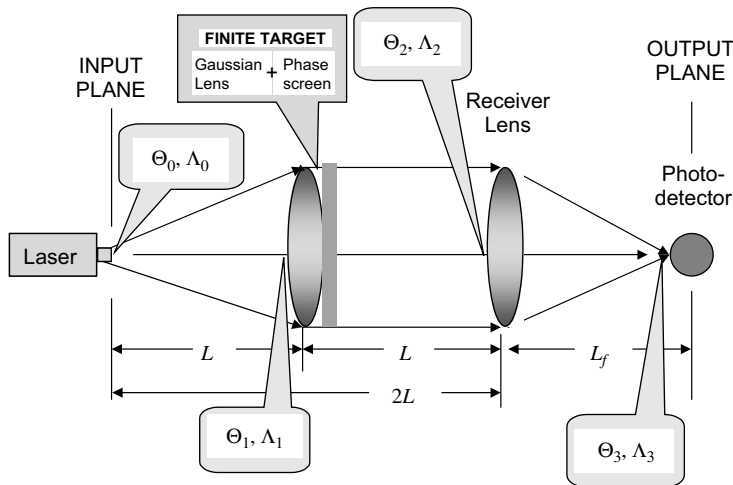 FINITE TARGET
Gaussian Lens + Phase screen
INPUT PLANE
Θ₀, Λ₀
Θ₂, Λ₂
Receiver Lens
OUTPUT PLANE
Photo-detector
Laser
L
L
L_f
2L
Θ₁, Λ₁
Θ₃, Λ₃